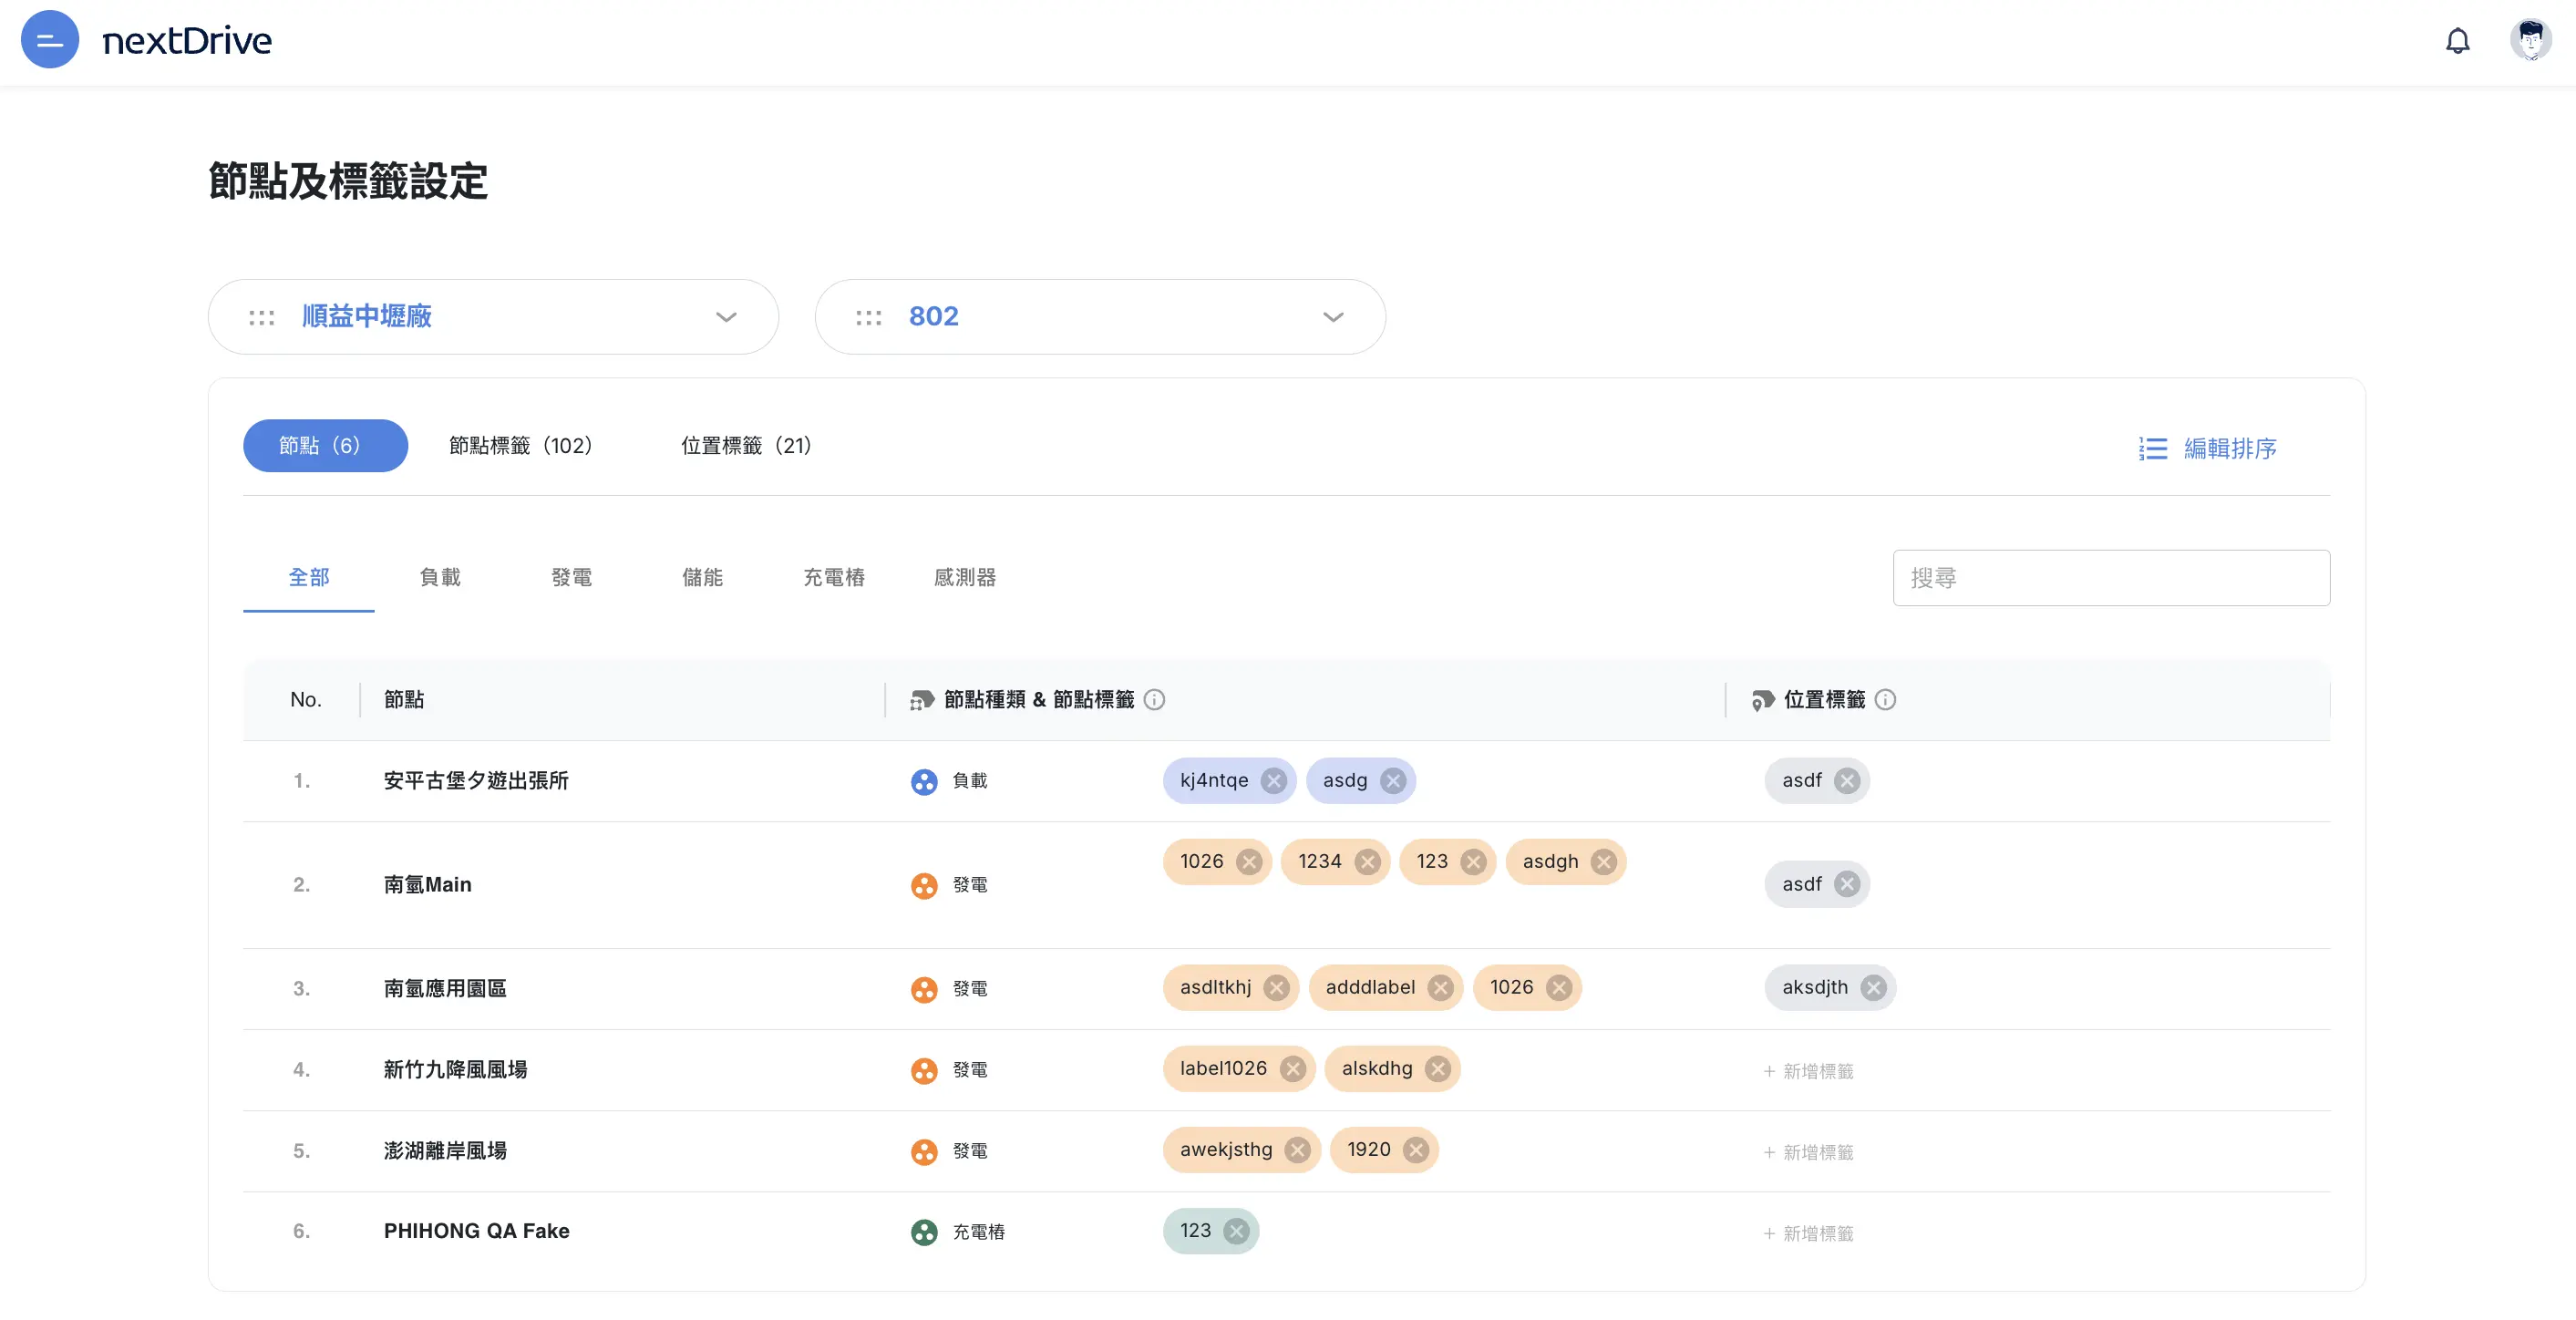 nextDrive
節點及標籤設定
順益中壢廠
802
節點（6）
節點標籤（102）
位置標籤（21）
編輯排序
全部
負載
發電
儲能
充電樁
感測器
搜尋
No.
節點
節點種類 & 節點標籤
位置標籤
1. 安平古堡夕遊出張所 負載 kj4ntqe asdg asdf
2. 南氫Main 發電 1026 1234 123 asdgh asdf
3. 南氫應用園區 發電 asdltkhj adddlabel 1026 aksdjth
4. 新竹九降風風場 發電 label1026 alskdhg + 新增標籤
5. 澎湖離岸風場 發電 awekjsthg 1920 + 新增標籤
6. PHIHONG QA Fake 充電樁 123 + 新增標籤